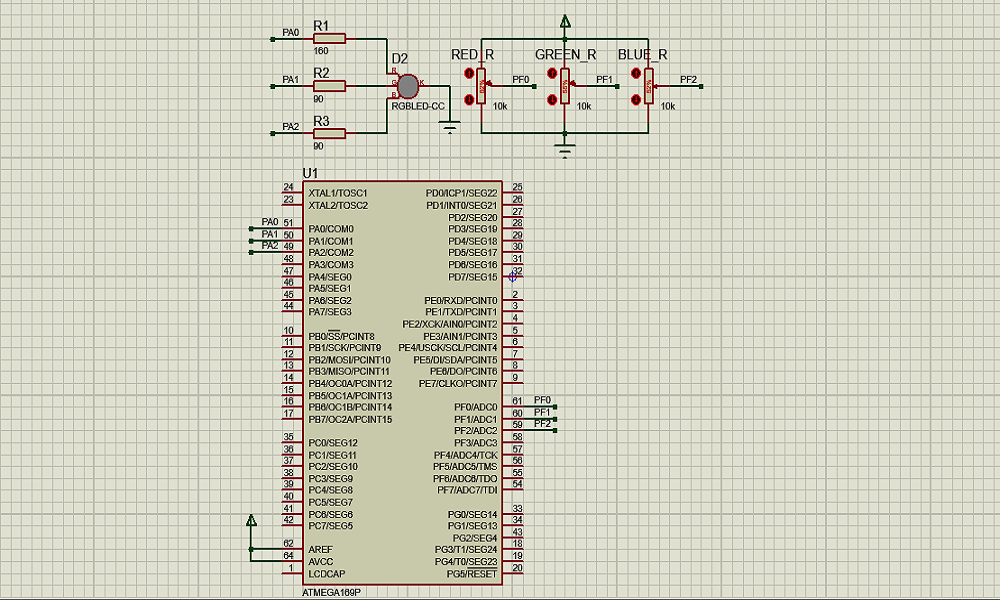 R1
PA0
160
D2
R2
PA1
90
R
G
B
K
RGBLED-CC
R3
PA2
90
RED_R
GREEN_R
BLUE_R
PF0
PF1
PF2
10k
10k
10k
U1
24 XTAL1/TOSC1 PD0/ICP1/SEG22 25
23 XTAL2/TOSC2 PD1/INT0/SEG21 26
PD2/SEG20 27
PA0 51 PA0/COM0 PD3/SEG19 28
PA1 50 PA1/COM1 PD4/SEG18 29
PA2 49 PA2/COM2 PD5/SEG17 30
48 PA3/COM3 PD6/SEG16 31
47 PA4/SEG0 PD7/SEG15 32
46 PA5/SEG1
45 PA6/SEG2 PE0/RXD/PCINT0 2
44 PA7/SEG3 PE1/TXD/PCINT1 3
PE2/XCK/AIN0/PCINT2 4
10 PB0/SS/PCINT8 PE3/AIN1/PCINT3 5
11 PB1/SCK/PCINT9 PE4/USCK/SCL/PCINT4 6
12 PB2/MOSI/PCINT10 PE5/DI/SDA/PCINT5 7
13 PB3/MISO/PCINT11 PE6/DO/PCINT6 8
14 PB4/OC0A/PCINT12 PE7/CLKO/PCINT7 9
15 PB5/OC1A/PCINT13
16 PB6/OC1B/PCINT14 PF0/ADC0 61 PF0
17 PB7/OC2A/PCINT15 PF1/ADC1 60 PF1
PF2/ADC2 59 PF2
35 PC0/SEG12 PF3/ADC3 58
36 PC1/SEG11 PF4/ADC4/TCK 57
37 PC2/SEG10 PF5/ADC5/TMS 56
38 PC3/SEG9 PF6/ADC6/TDO 55
39 PC4/SEG8 PF7/ADC7/TDI 54
40 PC5/SEG7
41 PC6/SEG6 PG0/SEG14 33
42 PC7/SEG5 PG1/SEG13 34
PG2/SEG4 43
62 AREF PG3/T1/SEG24 18
64 AVCC PG4/T0/SEG23 19
1 LCDCAP PG5/RESET 20
ATMEGA169P